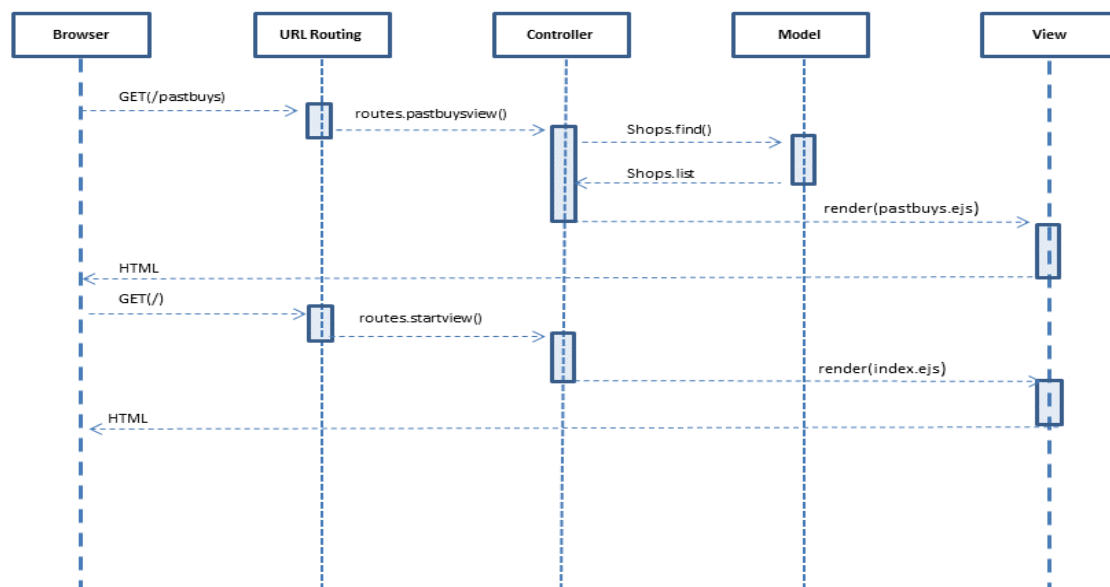 Browser
URL Routing
Controller
Model
View
GET(/pastbuys)
routes.pastbuysview()
Shops.find()
Shops.list
render(pastbuys.ejs)
HTML
GET(/)
routes.startview()
render(index.ejs)
HTML